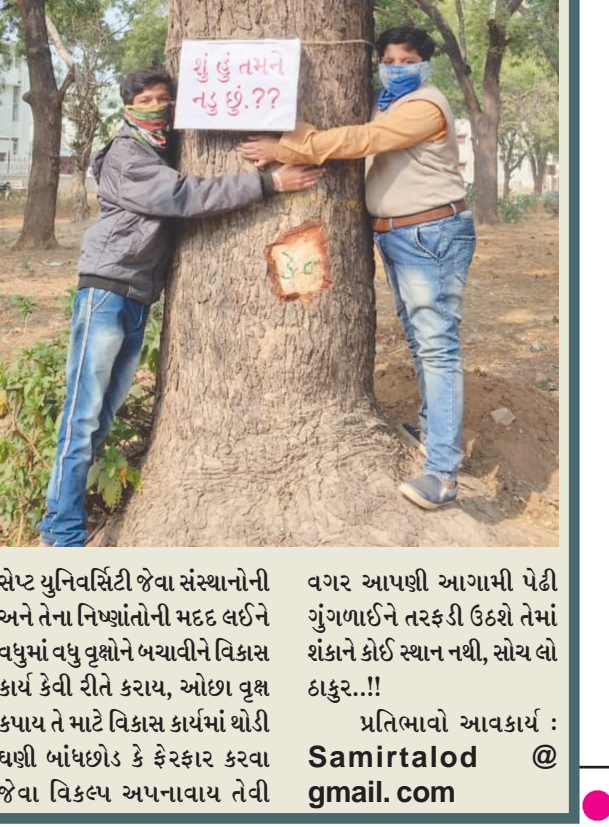 શું હું તમને
નડુ છું.??
૩૦
સેપ્ટ યુનિવર્સિટી જેવા સંસ્થાનોની
અને તેના નિષ્ણાંતોની મદદ લઈને
વધુમાં વધુ વૃક્ષોને બચાવીને વિકાસ
કાર્ય કેવી રીતે કરાય, ઓછા વૃક્ષ
કપાય તે માટે વિકાસ કાર્યમાં થોડી
ઘણી બાંધછોડ કે ફેરફાર કરવા
જેવા વિકલ્પ અપનાવાય તેવી
વગર આપણી આગામી પેઢી
ગુંગળાઈને તરફડી ઉઠશે તેમાં
શંકાને કોઈ સ્થાન નથી, સોચ લો
ઠાકુર..!!
પ્રતિભાવો આવકાર્ય :
Samirtalod @
gmail. com